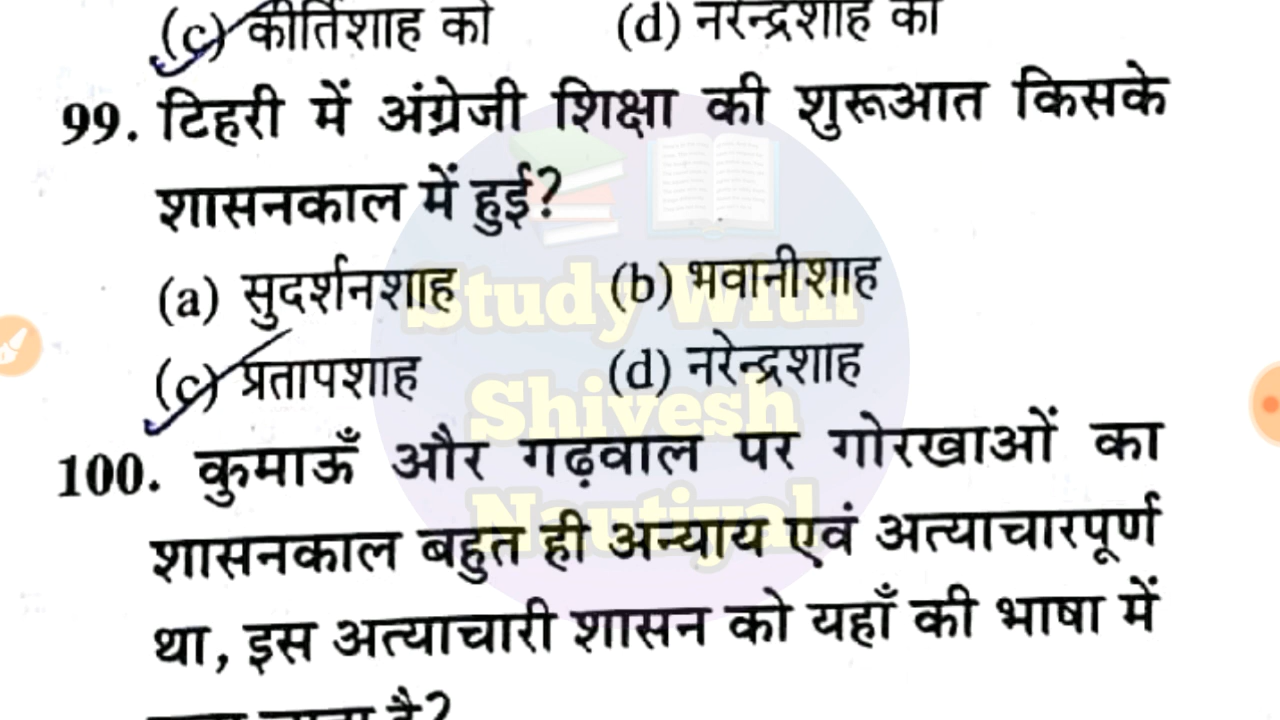 (c) कीर्तिशाह को (d) नरेन्द्रशाह को
99. टिहरी में अंग्रेजी शिक्षा की शुरूआत किसके
शासनकाल में हुई?
(a) सुदर्शनशाह (b) भवानीशाह
(c) प्रतापशाह (d) नरेन्द्रशाह
100. कुमाऊँ और गढ़वाल पर गोरखाओं का
शासनकाल बहुत ही अन्याय एवं अत्याचारपूर्ण
था, इस अत्याचारी शासन को यहाँ की भाषा में
है?
Study With
Shivesh
Nautiyal